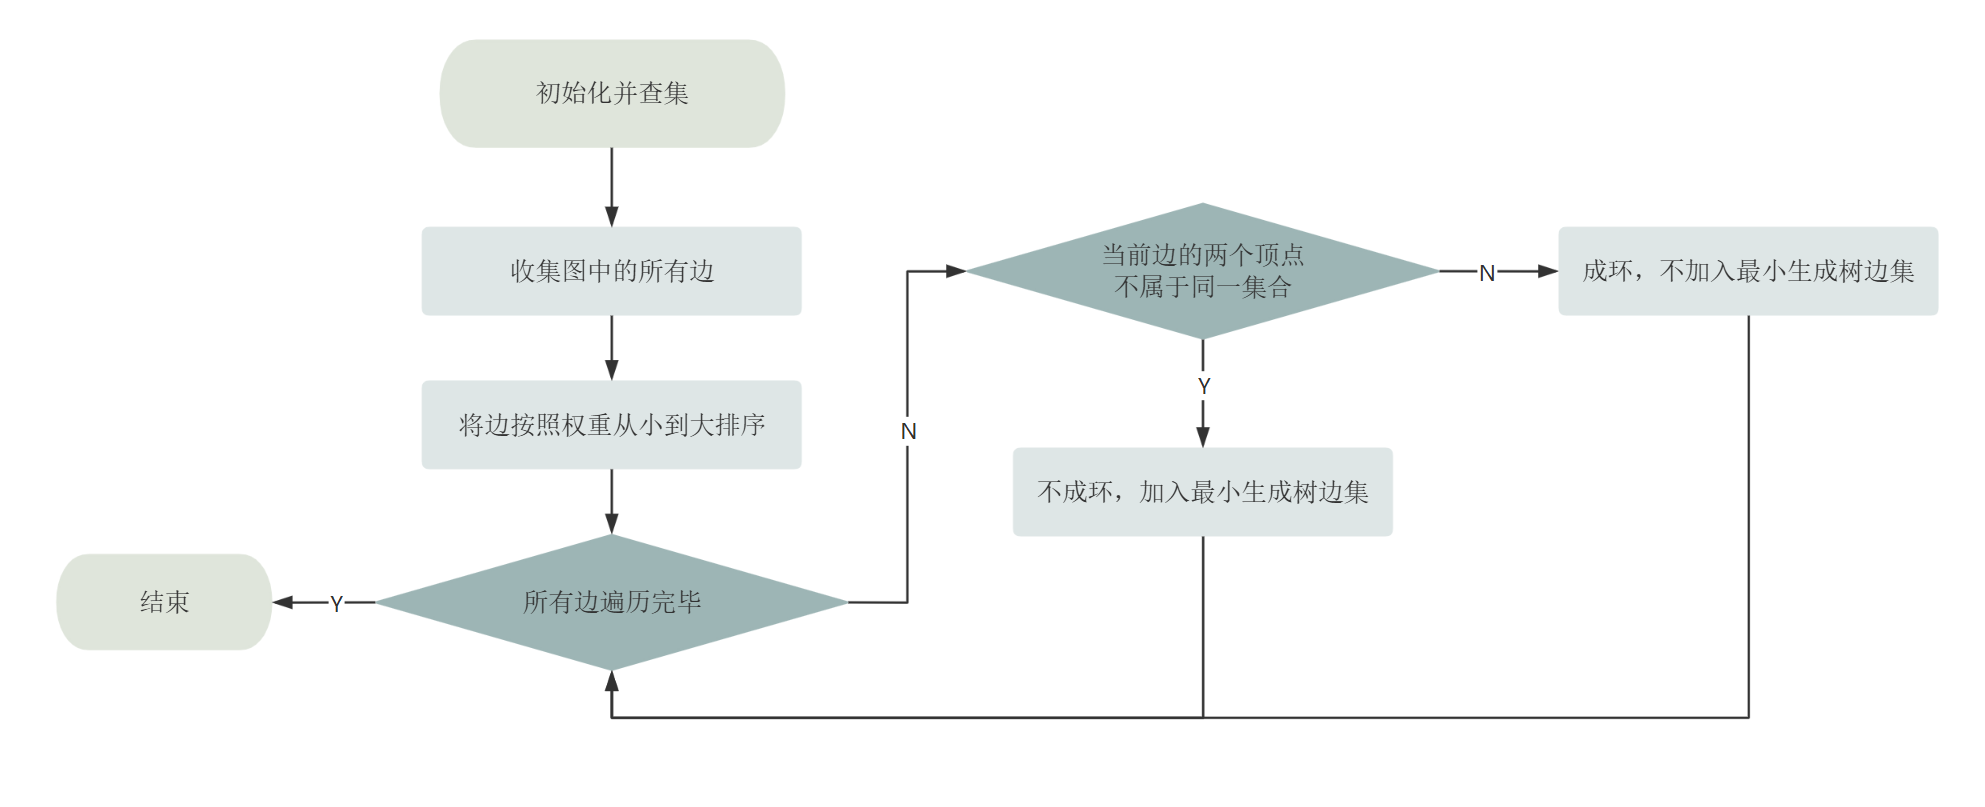 初始化并查集
收集图中的所有边
将边按照权重从小到大排序
所有边遍历完毕
Y
结束
N
当前边的两个顶点
不属于同一集合
N
成环，不加入最小生成树边集
Y
不成环，加入最小生成树边集